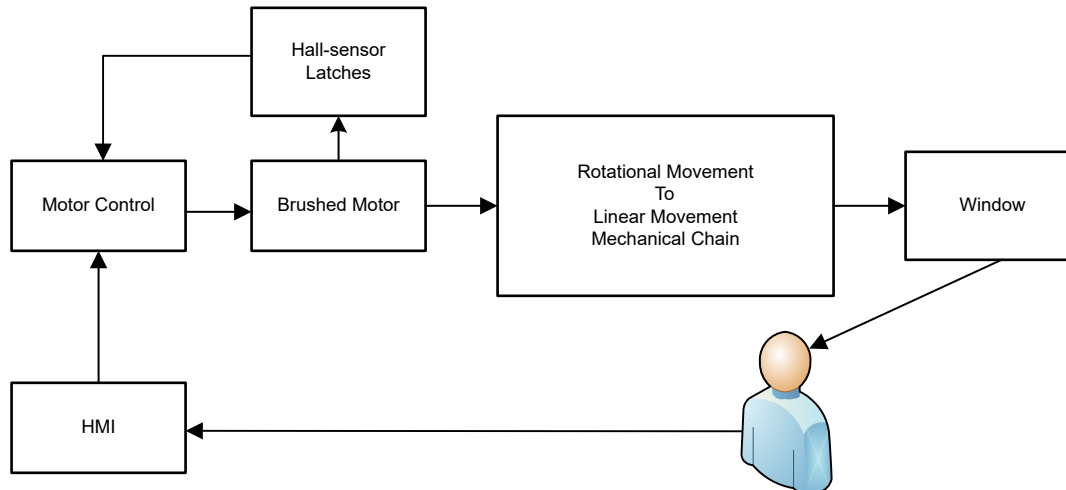 Hall-sensor
Latches
Motor Control
Brushed Motor
Rotational Movement
To
Linear Movement
Mechanical Chain
Window
HMI